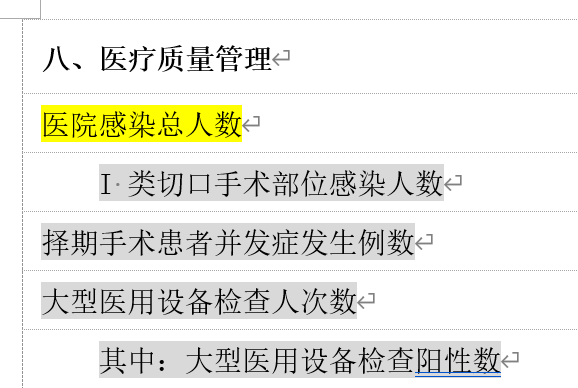 八、医疗质量管理
医院感染总人数
I 类切口手术部位感染人数
择期手术患者并发症发生例数
大型医用设备检查人次数
其中：大型医用设备检查阳性数